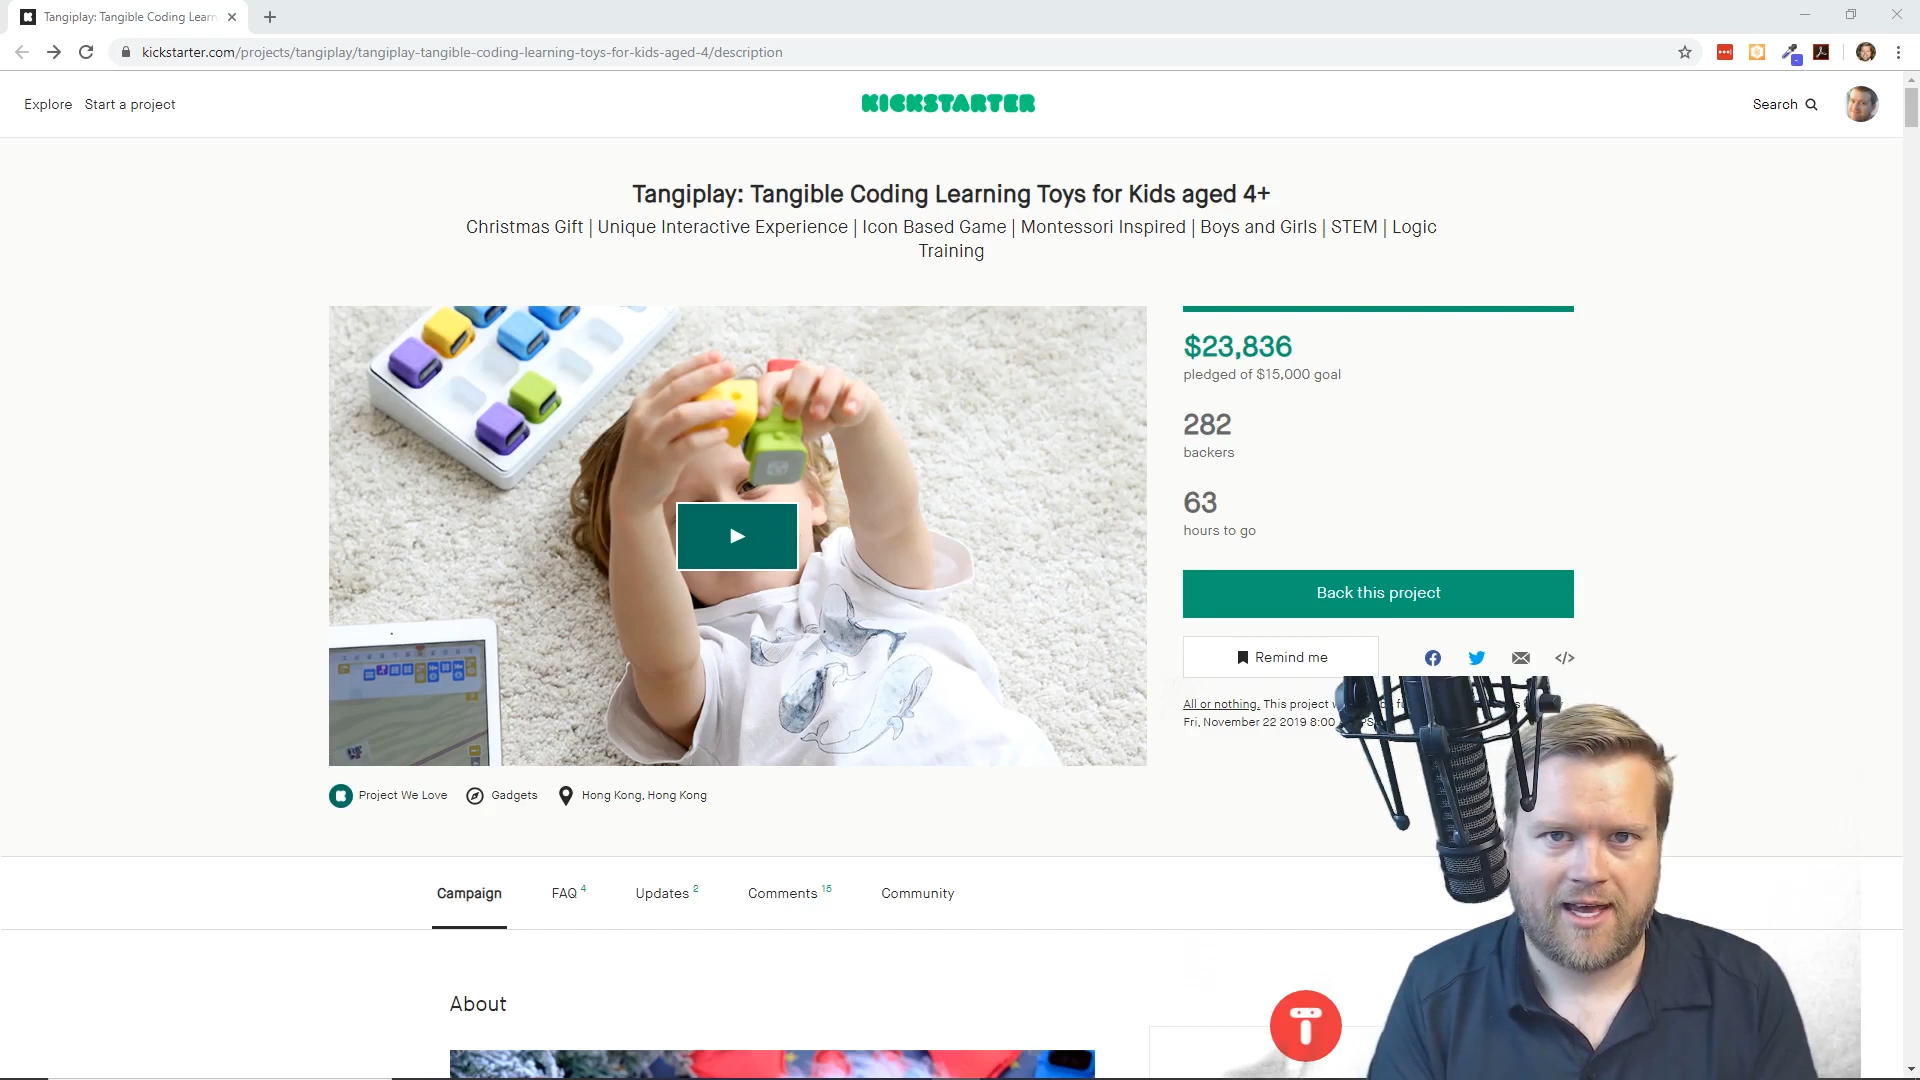 Tangiplay: Tangible Coding Learn
kickstarter.com/projects/tangiplay/tangiplay-tangible-coding-learning-toys-for-kids-aged-4/description
Explore Start a project
KICKSTARTER
Search
Tangiplay: Tangible Coding Learning Toys for Kids aged 4+
Christmas Gift | Unique Interactive Experience | Icon Based Game | Montessori Inspired | Boys and Girls | STEM | Logic
Training
$23,836
pledged of $15,000 goal
282
backers
63
hours to go
Back this project
Remind me
All or nothing. This project
Fri, November 22 2019 8:00
Project We Love Gadgets Hong Kong, Hong Kong
Campaign FAQ 4 Updates 2 Comments 15 Community
About